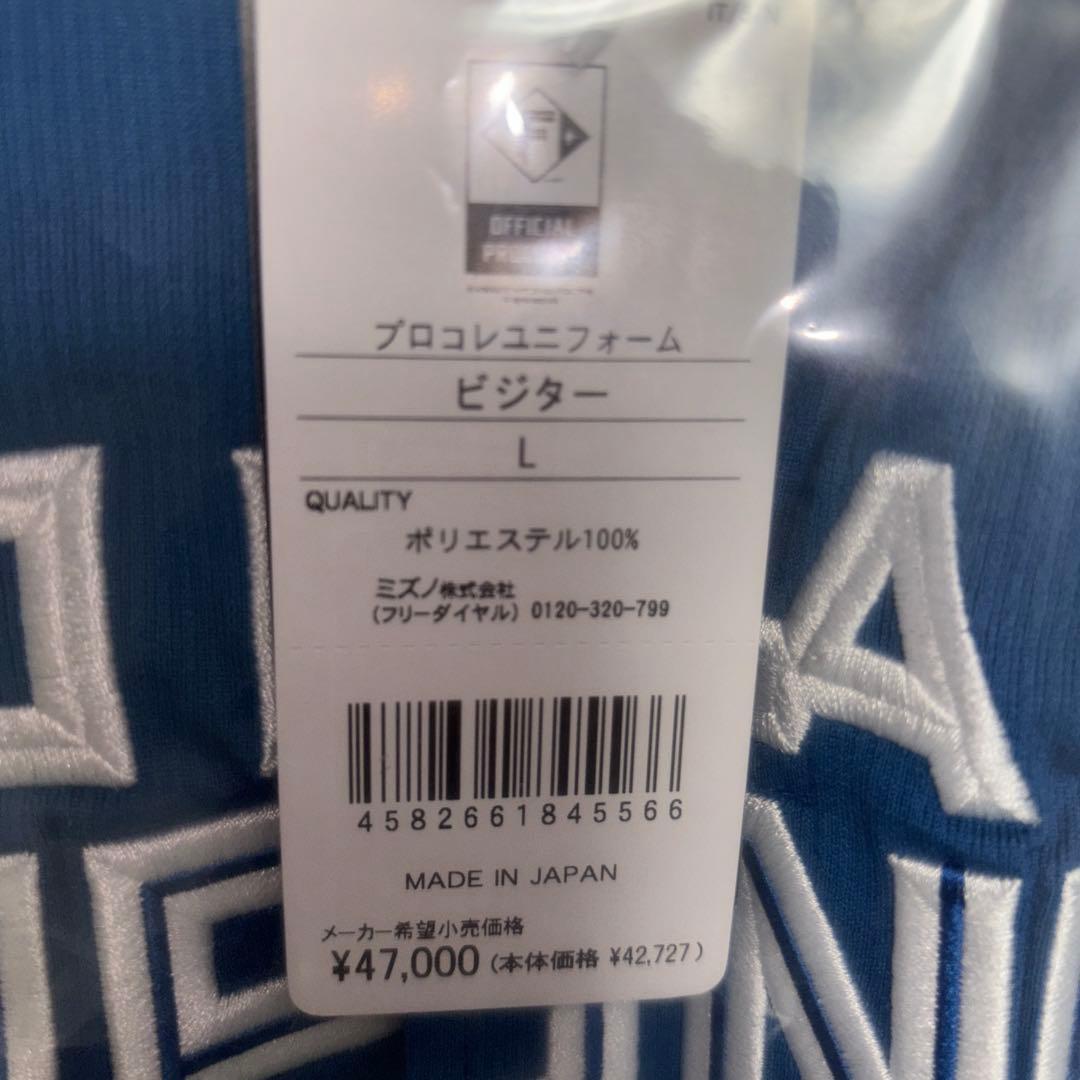 OFFICIAL
プロコレユニフォーム
ビジター
L
QUALITY
ポリエステル100%
ミズノ株式会社
(フリーダイヤル) 0120-320-799
4582661845566
MADE IN JAPAN
メーカー希望小売価格
¥47,000 (本体価格 ¥42,727)